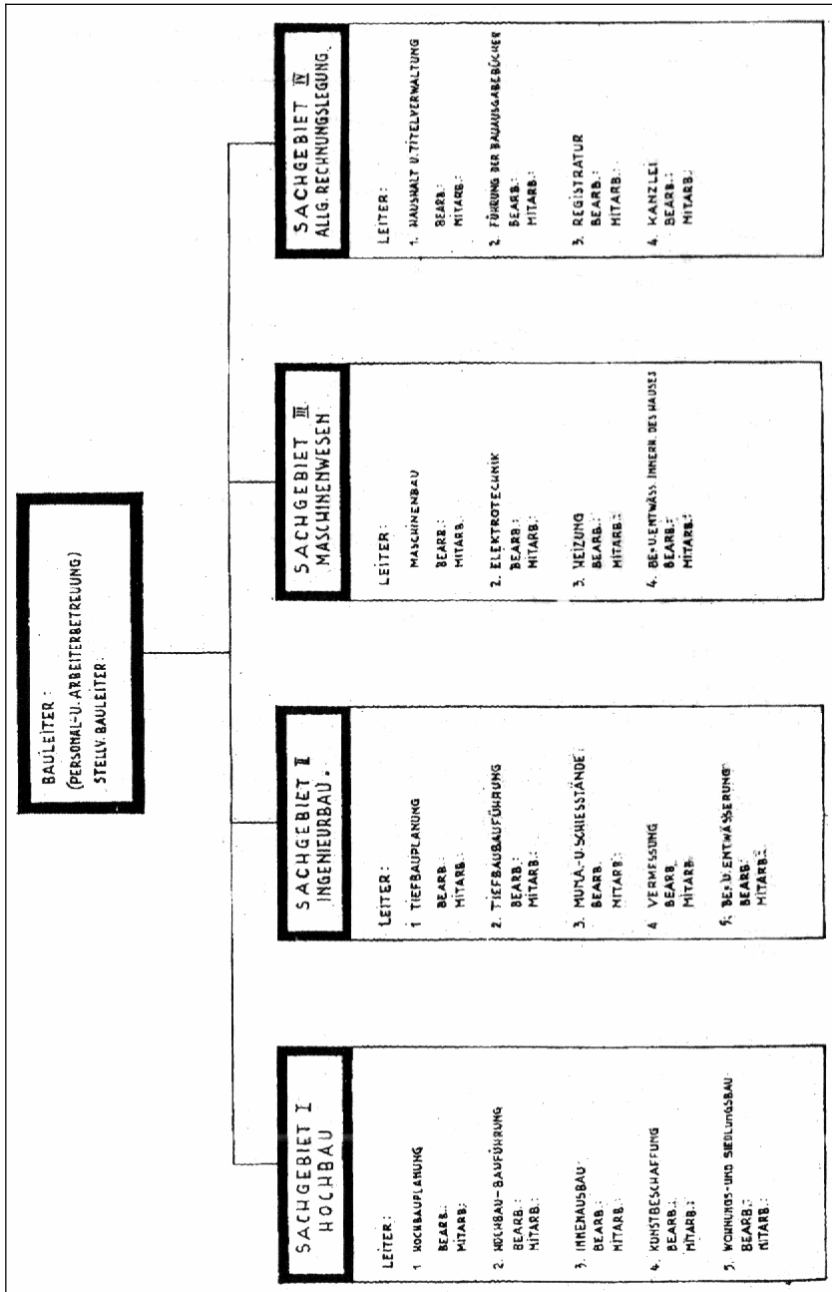 BAULEITER:
(PERSONAL-U. ARBEITERBETREUUNG)
STELLV. BAULEITER:
SACHGEBIET I
HOCHBAU
LEITER:
1 HOCHBAUPLANUNG
BEARB.:
MITARB.:
2. HOCHBAU-BAUFÜHRUNG
BEARB.:
MITARB.:
3. INNENAUSBAU
BEARB.:
MITARB.:
4. KUNSTBESCHAFFUNG
BEARB.:
MITARB.:
5. WOHNUNGS-UND SIEDLUNGSBAU
BEARB.:
MITARB.:
SACHGEBIET II
INGENIEURBAU.
LEITER:
1 TIEFBAUPLANUNG
BEARB.:
MITARB.:
2. TIEFBAUBAUFÜHRUNG
BEARB.:
MITARB.:
3. MUNA.-U-SCHIESSTÄNDE:
BEARB.
MITARB.:
4 VERMESSUNG
BEARB.
MITARB.
5. BE-U.ENTWÄSSERUNG
BEARB.
MITARB.:
SACHGEBIET III
MASCHINENWESEN
LEITER:
MASCHINENBAU
BEARB.:
MITARB.:
2. ELEKTROTECHNIK
BEARB.:
MITARB.:
3. HEIZUNG
BEARB.:
MITARB.:
4. BE-U.ENTWÄSS. INNERH. DES HAUSES
BEARB.:
MITARB.:
SACHGEBIET IV
ALLG. RECHNUNGSLEGUNG.
LEITER:
1. HAUSHALT U. TITELVERWALTUNG
BEARB.:
MITARB.:
2. FÜHRUNG DER BAUAUSGABEBÜCHER
BEARB.:
MITARB.:
3. REGISTRATUR
BEARB.:
MITARB.:
4. KANZLEI
BEARB.:
MITARB.: